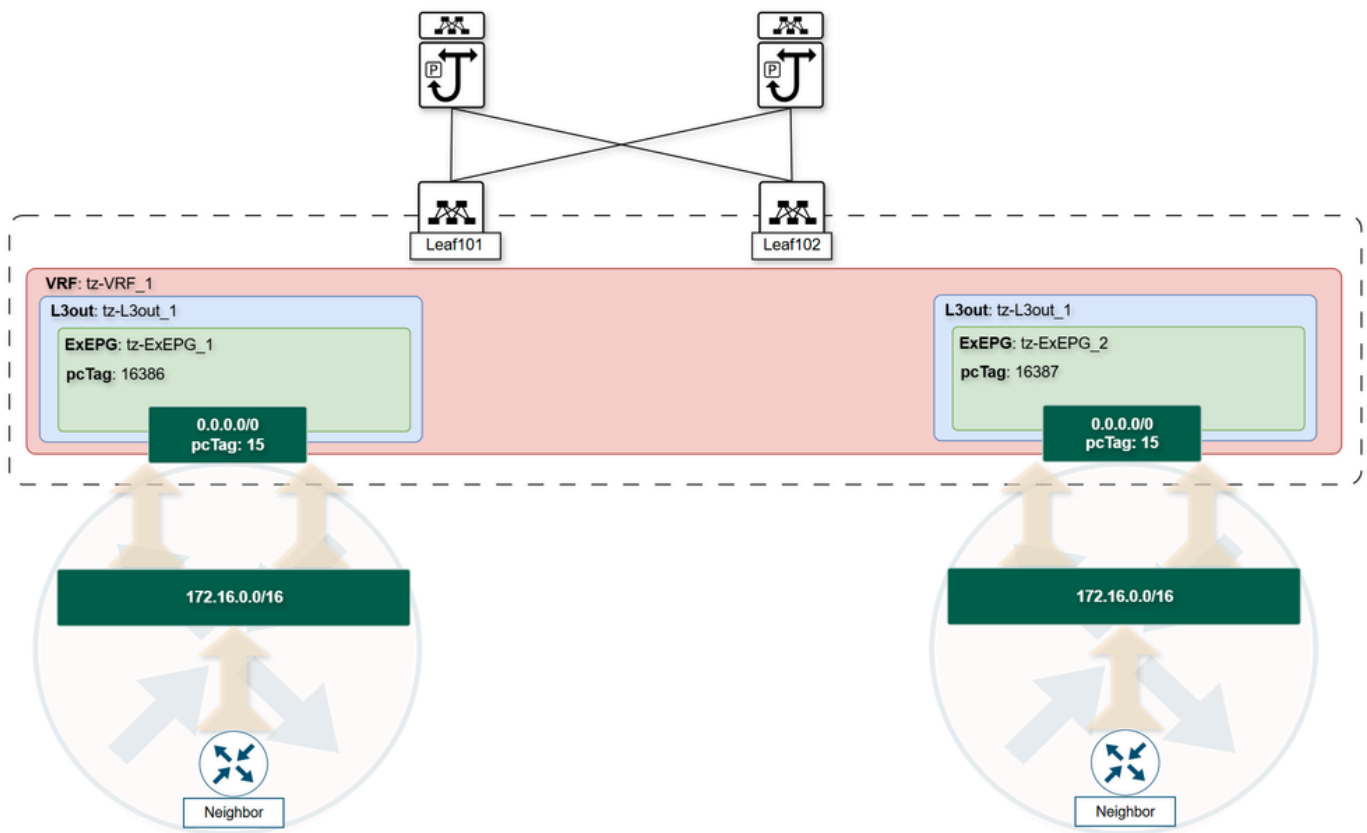 P
P
Leaf101
Leaf102
VRF: tz-VRF_1
L3out: tz-L3out_1
ExEPG: tz-ExEPG_1
pcTag: 16386
0.0.0.0/0
pcTag: 15
L3out: tz-L3out_1
ExEPG: tz-ExEPG_2
pcTag: 16387
0.0.0.0/0
pcTag: 15
172.16.0.0/16
172.16.0.0/16
Neighbor
Neighbor